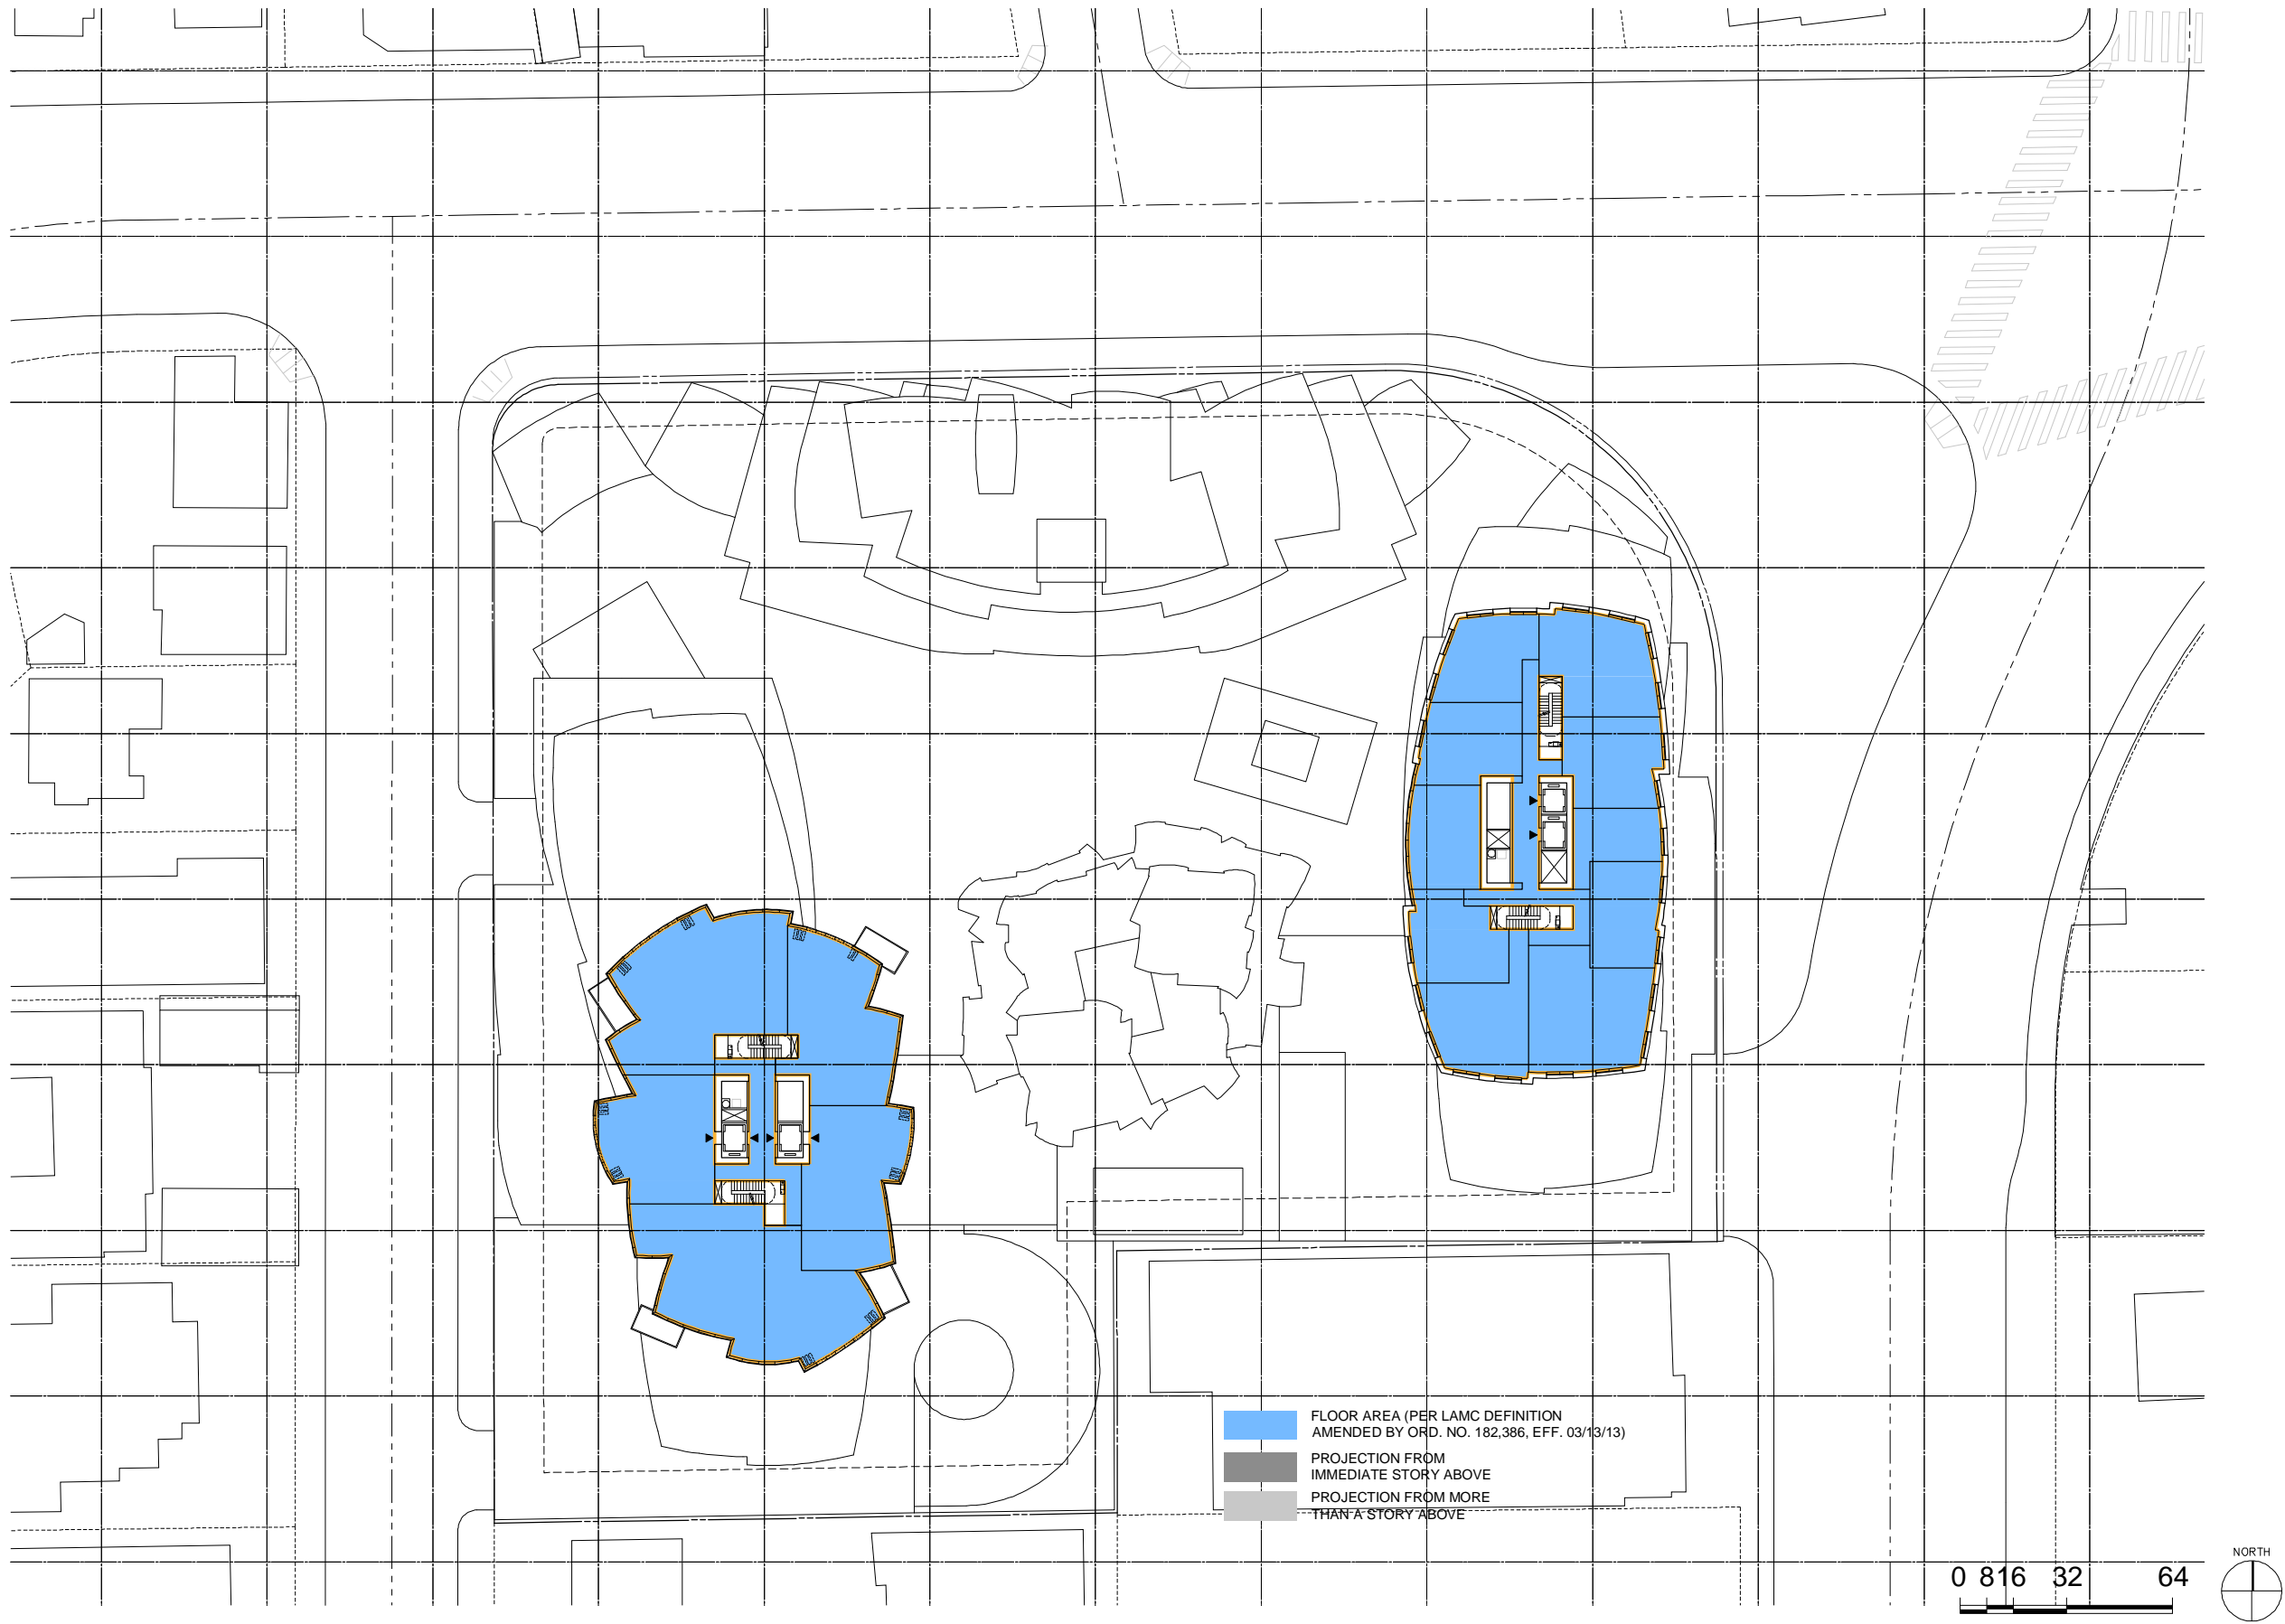 FLOOR AREA (PER LAMC DEFINITION
AMENDED BY ORD. NO. 182,386, EFF. 03/13/13)
PROJECTION FROM
IMMEDIATE STORY ABOVE
PROJECTION FROM MORE
THAN A STORY ABOVE
NORTH
0 8 16 32 64